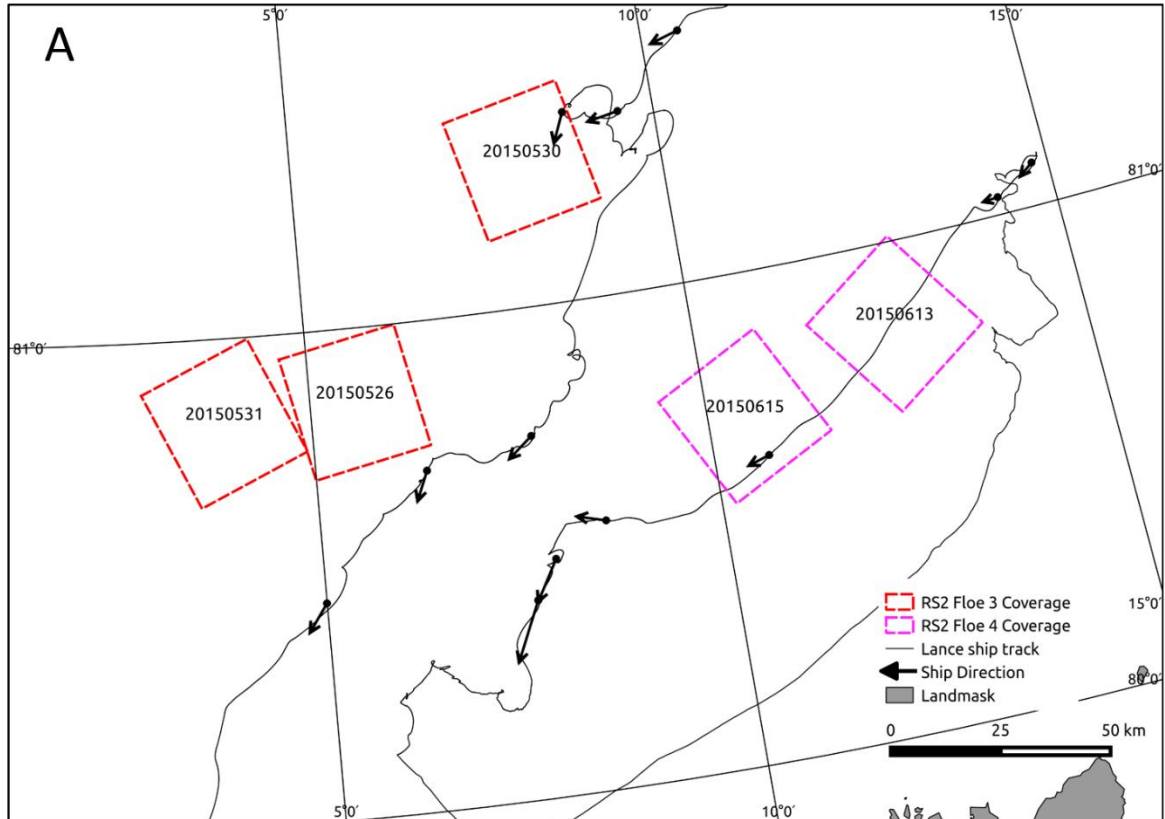 A
5°0′
10°0′
15°0′
20150530
81°0′
20150613
81°0′
20150526
20150615
20150531
RS2 Floe 3 Coverage
15°0′
RS2 Floe 4 Coverage
Lance ship track
Ship Direction
80°0′
Landmask
0 25 50 km
5°0′
10°0′